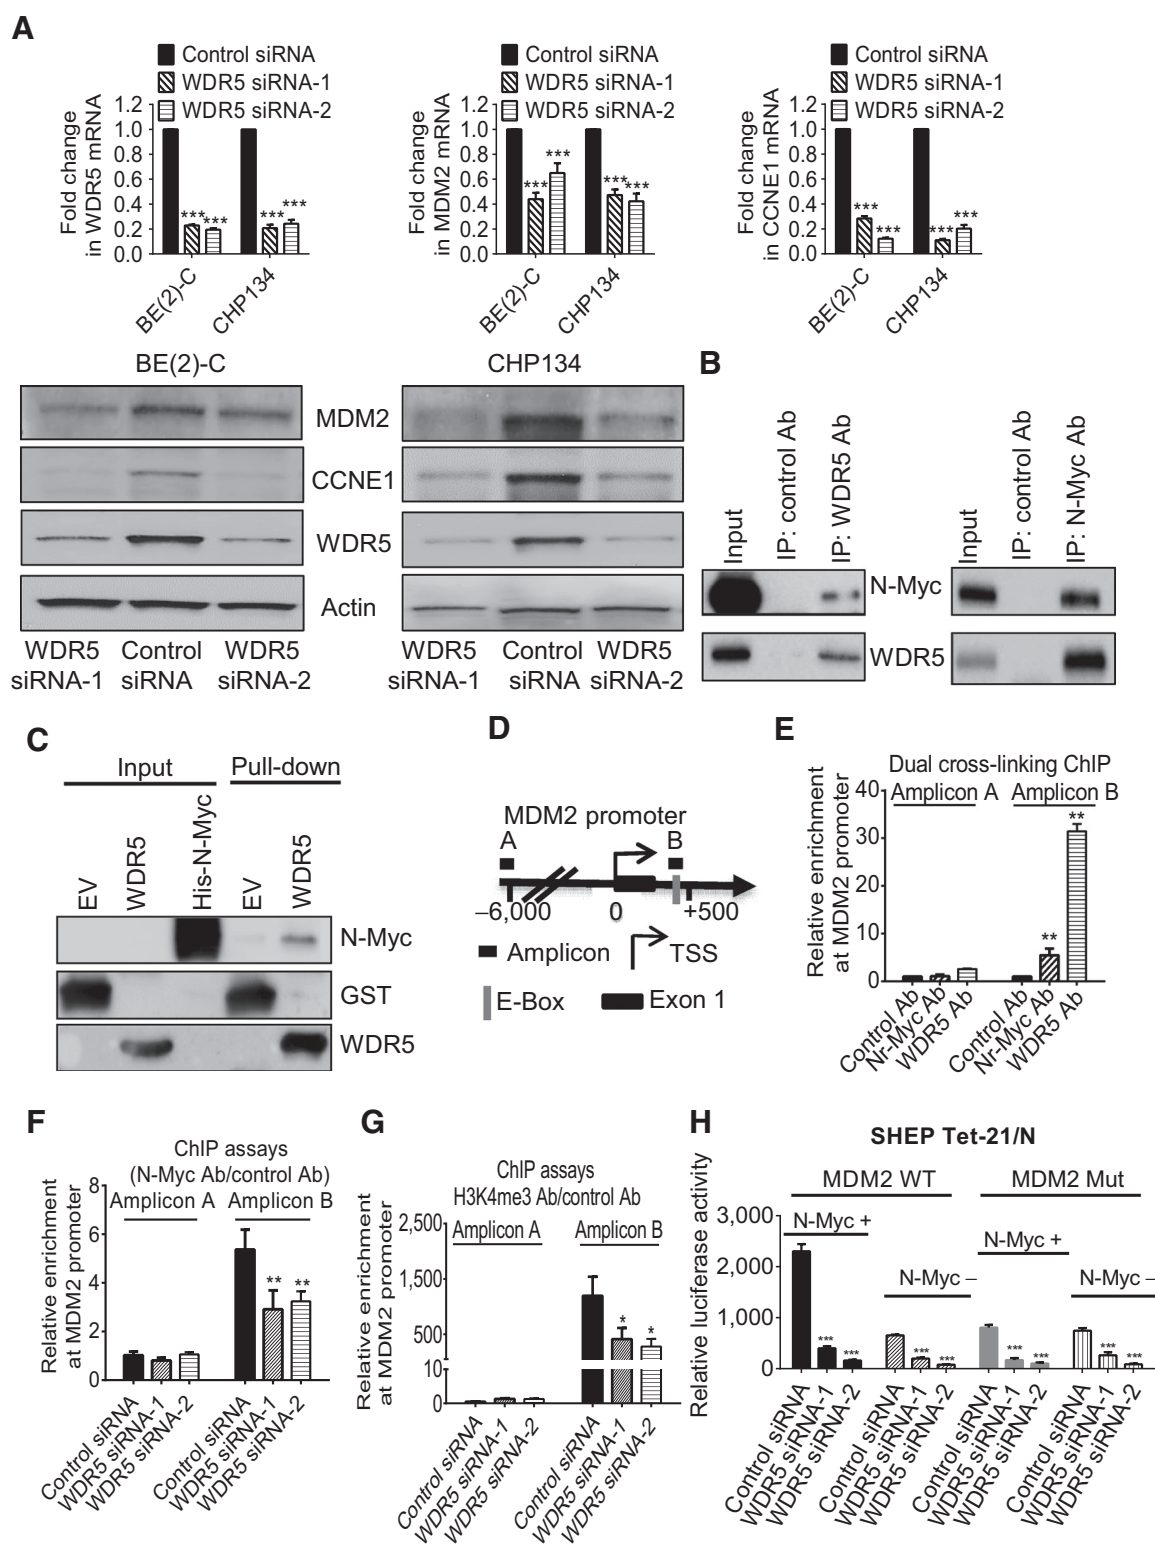 A
Control siRNA
WDR5 siRNA-1
WDR5 siRNA-2
Fold change
in WDR5 mRNA
1.2
1.0
0.8
0.6
0.4
0.2
0.0
*** *** *** ***
BE(2)-C
CHP134
Control siRNA
WDR5 siRNA-1
WDR5 siRNA-2
Fold change
in MDM2 mRNA
1.2
1.0
0.8
0.6
0.4
0.2
0.0
*** *** *** ***
BE(2)-C
CHP134
Control siRNA
WDR5 siRNA-1
WDR5 siRNA-2
Fold change
in CCNE1 mRNA
1.2
1.0
0.8
0.6
0.4
0.2
0.0
*** *** *** ***
BE(2)-C
CHP134
BE(2)-C
CHP134
MDM2
CCNE1
WDR5
Actin
WDR5 siRNA-1
Control siRNA
WDR5 siRNA-2
WDR5 siRNA-1
Control siRNA
WDR5 siRNA-2
B
Input
IP: control Ab
IP: WDR5 Ab
Input
IP: control Ab
IP: N-Myc Ab
N-Myc
WDR5
C
Input
Pull-down
EV
WDR5
His-N-Myc
EV
WDR5
N-Myc
GST
WDR5
D
MDM2 promoter
A
B
–6,000
0
+500
Amplicon
TSS
E-Box
Exon 1
E
Dual cross-linking ChIP
Amplicon A
Amplicon B
Relative enrichment
at MDM2 promoter
40
30
20
10
0
** **
Control Ab
Nr-Myc Ab
WDR5 Ab
Control Ab
Nr-Myc Ab
WDR5 Ab
F
ChIP assays
(N-Myc Ab/control Ab)
Amplicon A
Amplicon B
Relative enrichment
at MDM2 promoter
8
6
4
2
0
** **
Control siRNA
WDR5 siRNA-1
WDR5 siRNA-2
Control siRNA
WDR5 siRNA-1
WDR5 siRNA-2
G
ChIP assays
H3K4me3 Ab/control Ab
Amplicon A
Amplicon B
Relative enrichment
at MDM2 promoter
2,500
1,500
500
10
0
* *
Control siRNA
WDR5 siRNA-1
WDR5 siRNA-2
Control siRNA
WDR5 siRNA-1
WDR5 siRNA-2
H
SHEP Tet-21/N
MDM2 WT
MDM2 Mut
Relative luciferase activity
3,000
2,000
1,000
0
N-Myc +
N-Myc –
N-Myc +
N-Myc –
*** *** *** *** *** *** *** ***
Control siRNA
WDR5 siRNA-1
WDR5 siRNA-2
Control siRNA
WDR5 siRNA-1
WDR5 siRNA-2
Control siRNA
WDR5 siRNA-1
WDR5 siRNA-2
Control siRNA
WDR5 siRNA-1
WDR5 siRNA-2